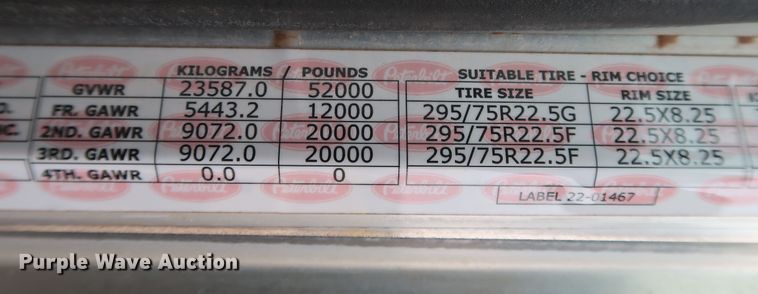 KILOGRAMS / POUNDS SUITABLE TIRE - RIM CHOICE
GVWR 23587.0 52000 TIRE SIZE RIM SIZE
FR. GAWR 5443.2 12000 295/75R22.5G 22.5X8.25
2ND. GAWR 9072.0 20000 295/75R22.5F 22.5X8.25
3RD. GAWR 9072.0 20000 295/75R22.5F 22.5X8.25
4TH. GAWR 0.0 0
LABEL 22-01467
Purple Wave Auction